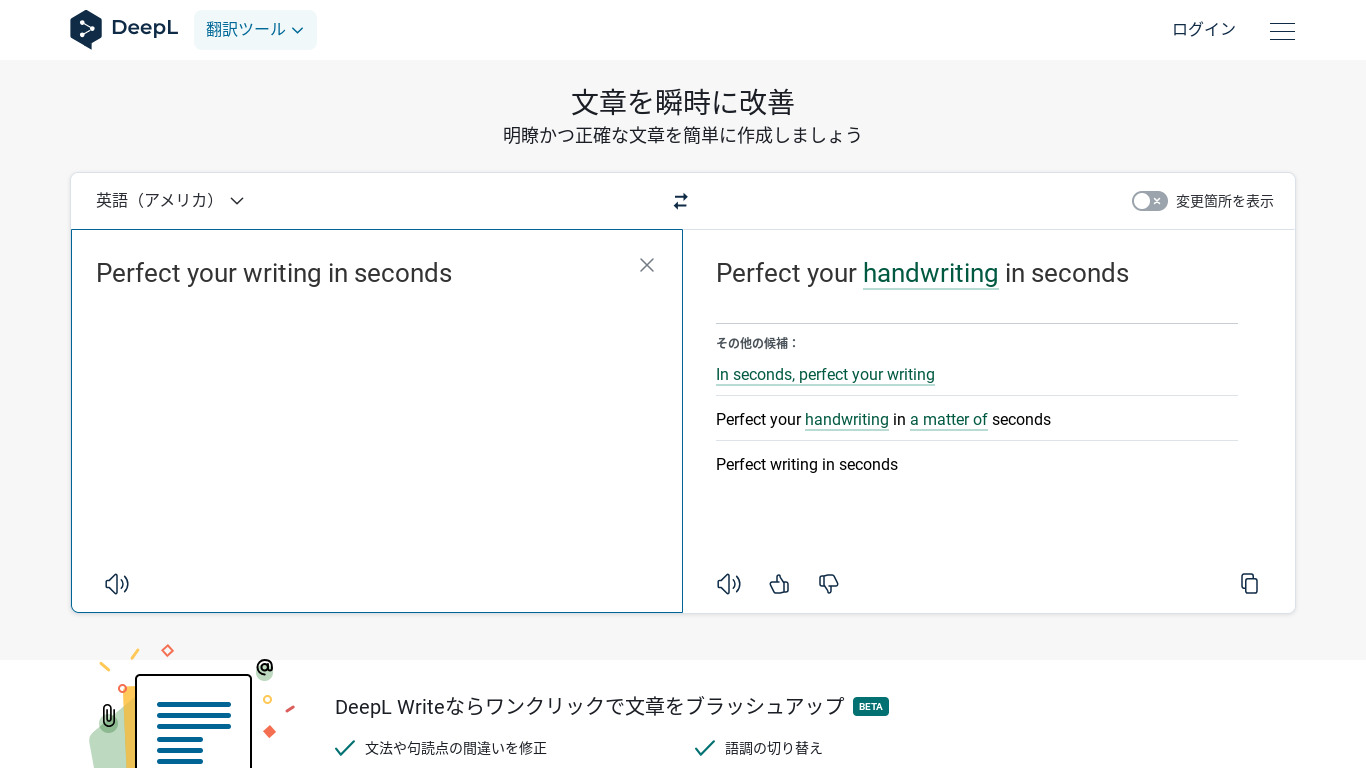 DeepL
翻訳ツール
ログイン
文章を瞬時に改善
明瞭かつ正確な文章を簡単に作成しましょう
英語（アメリカ）
変更箇所を表示
Perfect your writing in seconds
Perfect your handwriting in seconds
その他の候補：
In seconds, perfect your writing
Perfect your handwriting in a matter of seconds
Perfect writing in seconds
@
DeepL Writeならワンクリックで文章をブラッシュアップ BETA
文法や句読点の間違いを修正
語調の切り替え